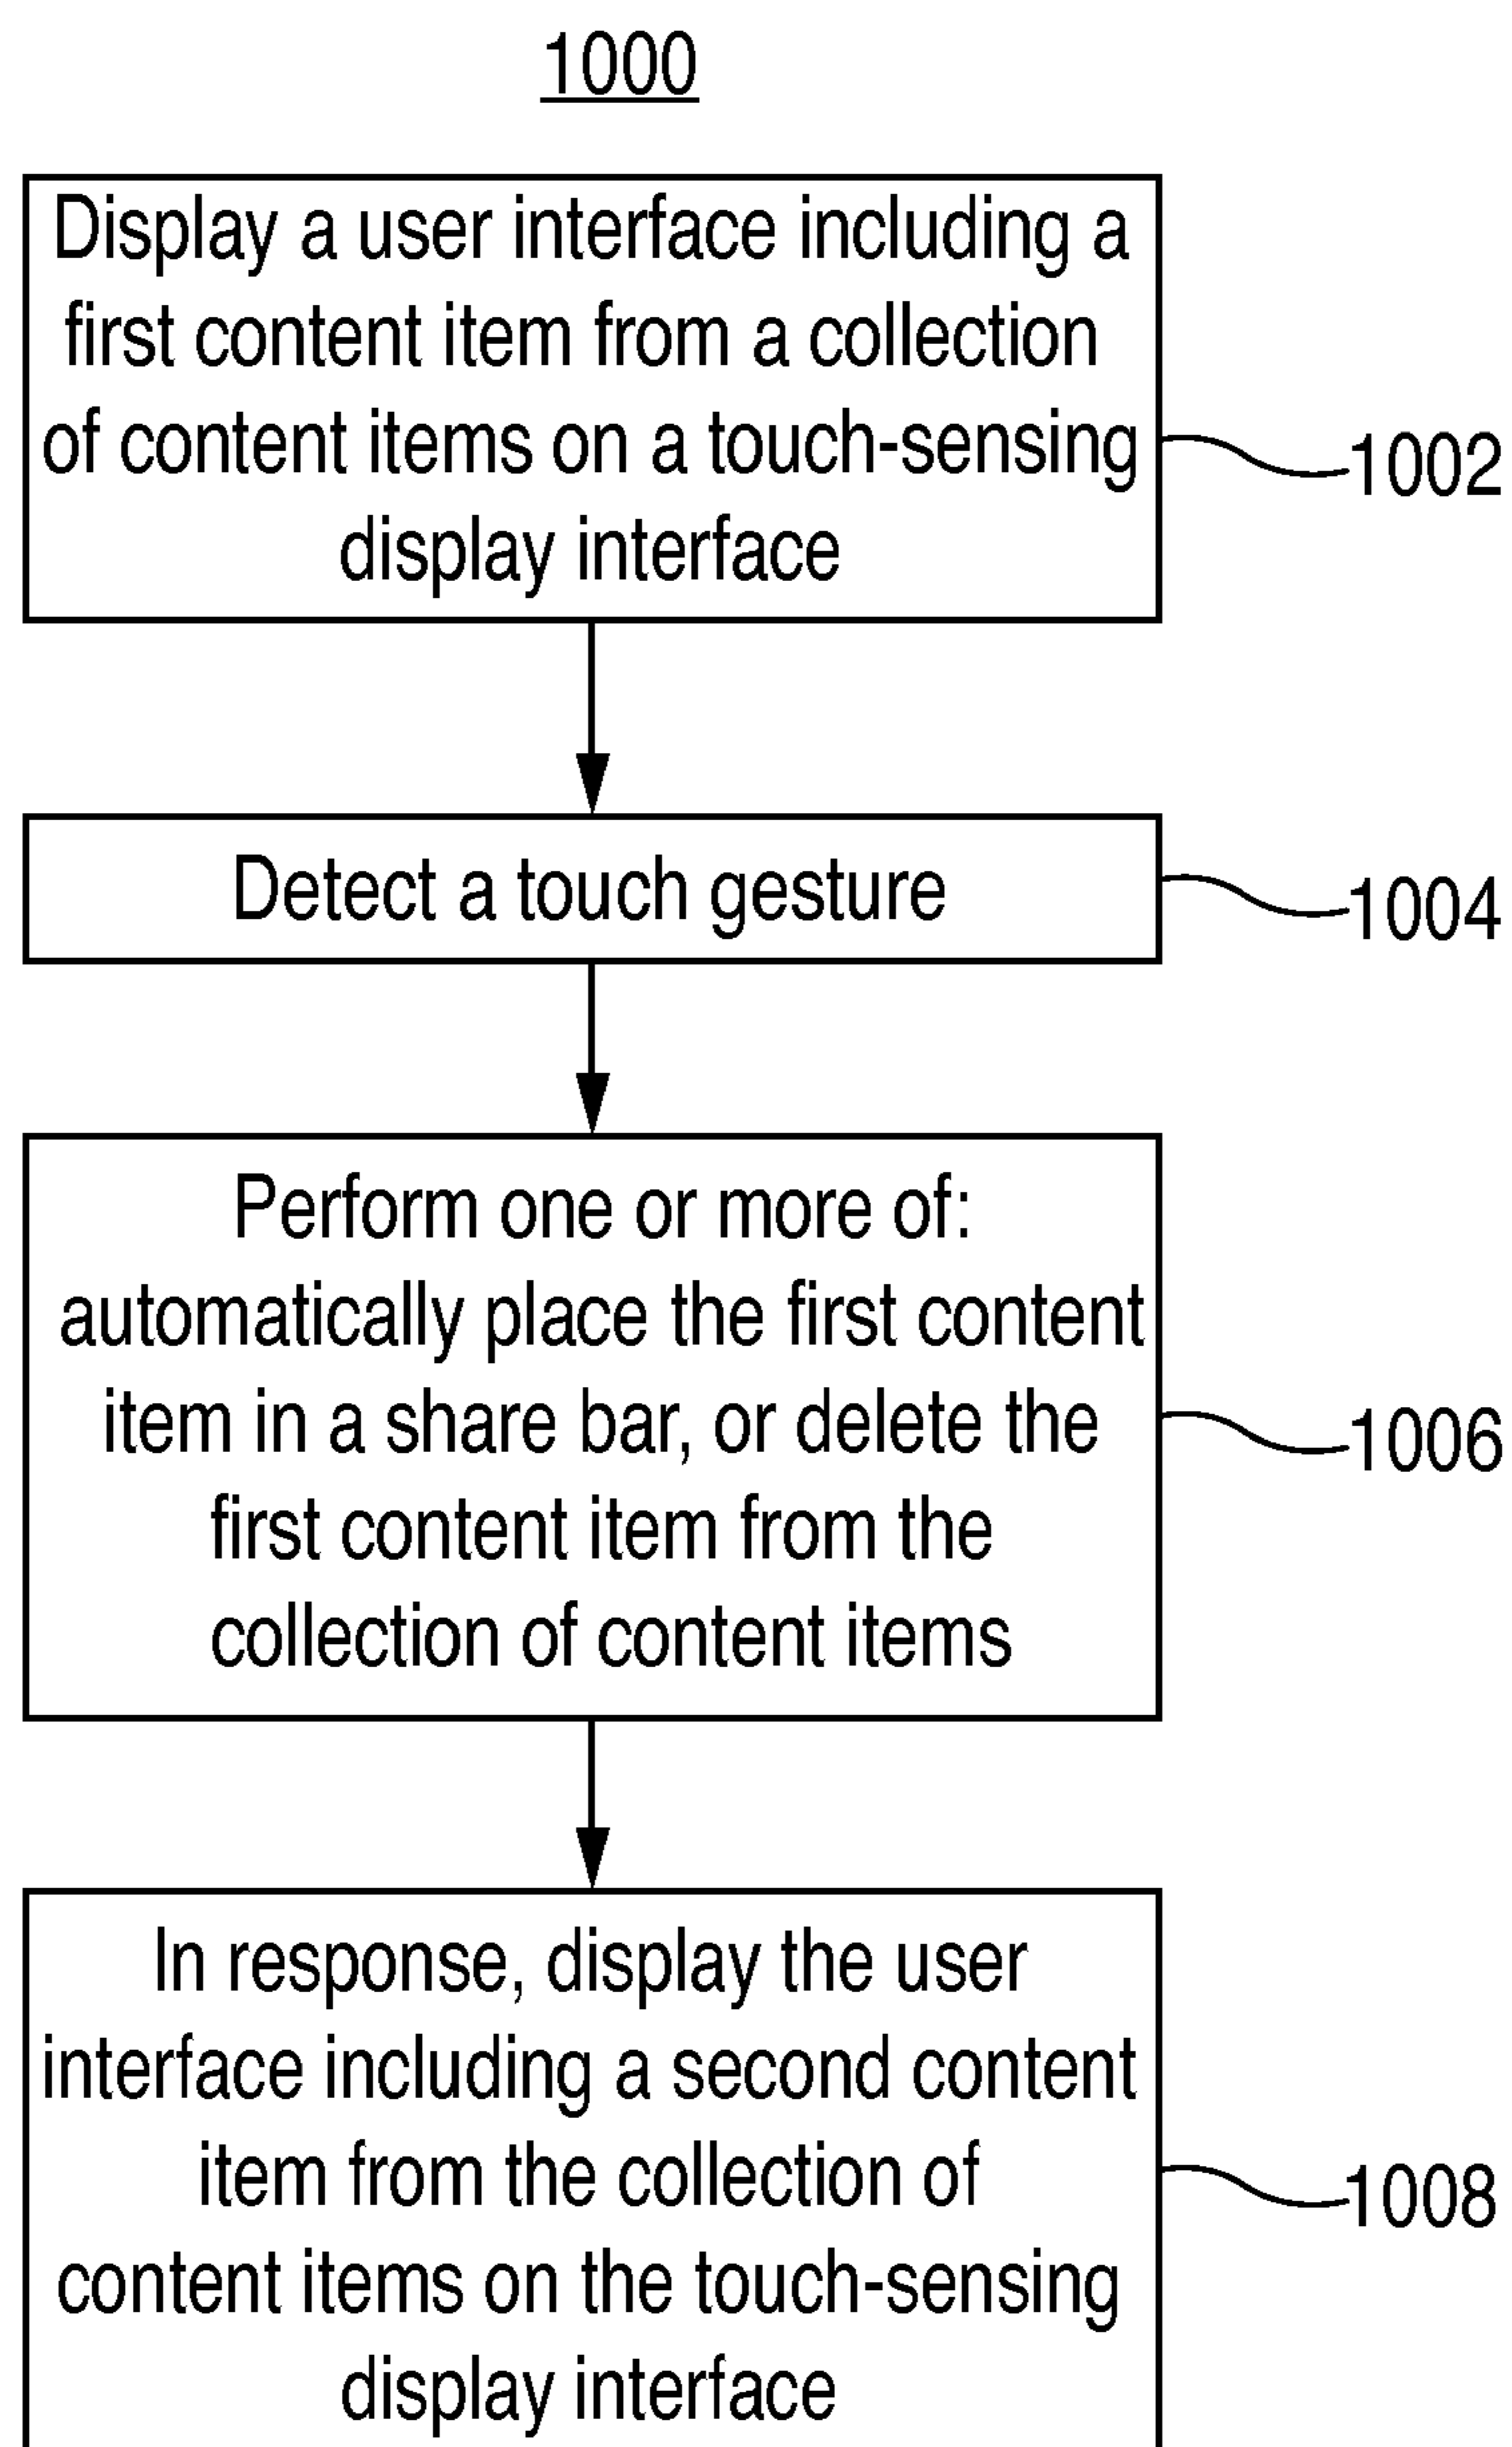 1000
Display a user interface including a
first content item from a collection
of content items on a touch-sensing
display interface
1002
Detect a touch gesture
1004
Perform one or more of:
automatically place the first content
item in a share bar, or delete the
first content item from the
collection of content items
1006
In response, display the user
interface including a second content
item from the collection of
content items on the touch-sensing
display interface
1008